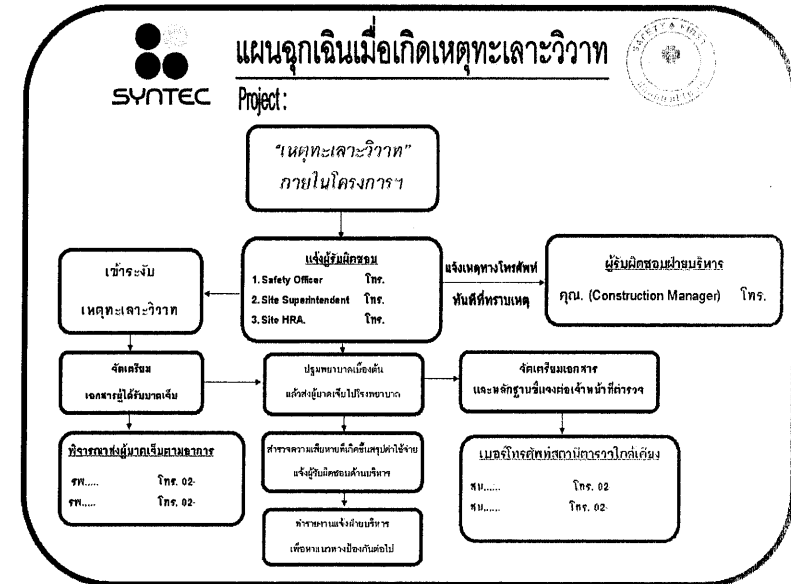 SYNTEC
แผนฉุกเฉินเมื่อเกิดเหตุทะเลาะวิวาท
SAFETY & FIRST
Project :
"เหตุทะเลาะวิวาท"
ภายในโครงการฯ
เข้าระงับ
เหตุทะเลาะวิวาท
แจ้งผู้รับผิดชอบ
1. Safety Officer โทร.
2. Site Superintendent โทร.
3. Site HRA. โทร.
แจ้งเหตุทางโทรศัพท์
ทันทีที่ทราบเหตุ
ผู้รับผิดชอบฝ่ายบริหาร
คุณ. (Construction Manager) โทร.
จัดเตรียม
เอกสารผู้ได้รับบาดเจ็บ
ปฐมพยาบาลเบื้องต้น
แล้วส่งผู้บาดเจ็บไปโรงพยาบาล
จัดเตรียมเอกสาร
และหลักฐานชี้แจงต่อเจ้าหน้าที่ตำรวจ
พิจารณาส่งผู้บาดเจ็บตามอาการ
รพ..... โทร. 02-
รพ..... โทร. 02-
สำรวจความเสียหายที่เกิดขึ้นสรุปค่าใช้จ่าย
แจ้งผู้รับผิดชอบด้านบริหาร
เบอร์โทรศัพท์สถานีตำรวจใกล้เคียง
สน...... โทร. 02
สน...... โทร. 02-
ทำรายงานแจ้งฝ่ายบริหาร
เพื่อหาแนวทางป้องกันต่อไป